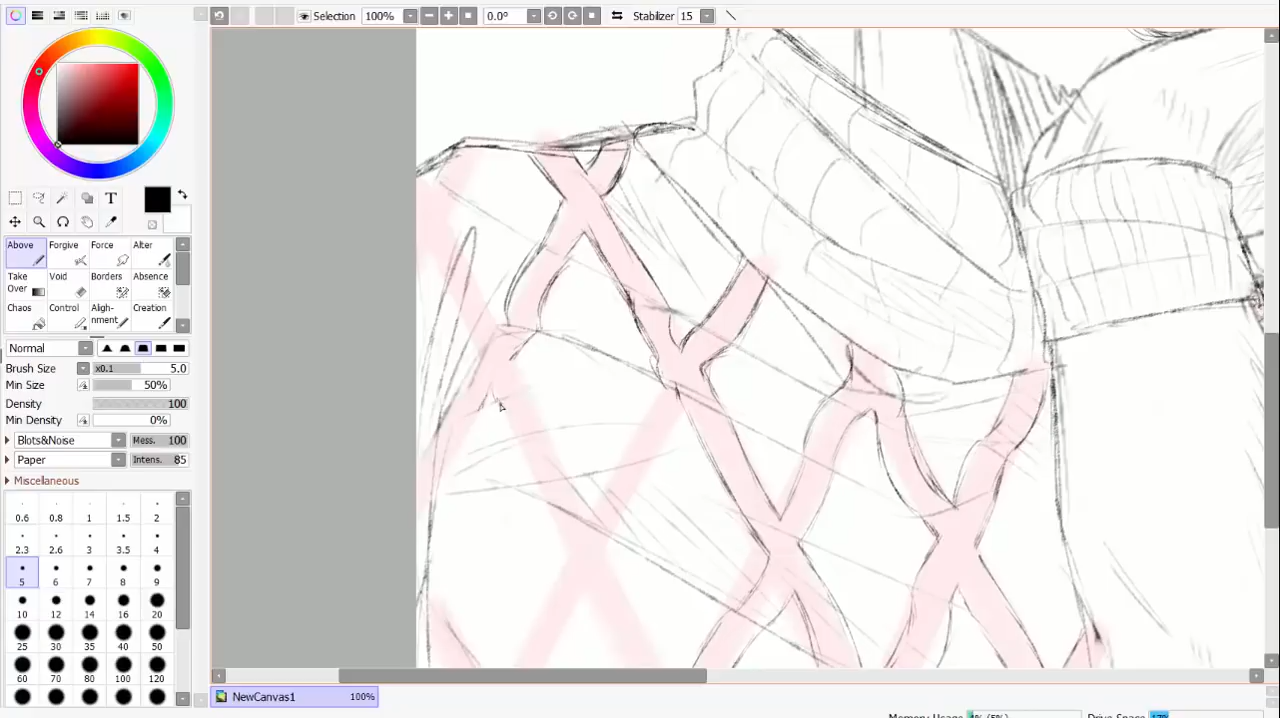 Selection 100% 0.0° Stabilizer 15
T
Above Forgive Force Alter
Take Over Void Borders Absence
Chaos Control Aligh-nment Creation
Normal
Brush Size x0.1 5.0
Min Size 50%
Density 100
Min Density 0%
Blots&Noise Mess. 100
Paper Intens. 85
Miscellaneous
0.6 0.8 1 1.5 2
2.3 2.6 3 3.5 4
5 6 7 8 9
10 12 14 16 20
25 30 35 40 50
60 70 80 100 120
NewCanvas1 100%
Memory Usage (5%) Drive Space 17%